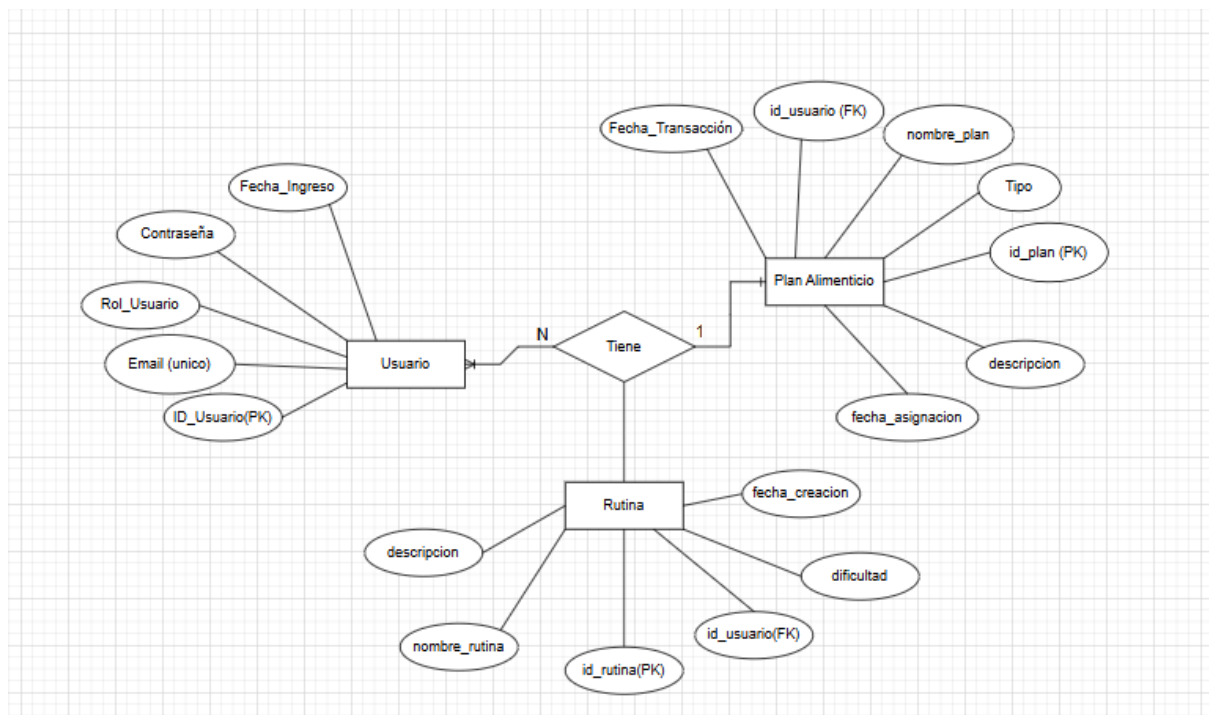 id_usuario (FK)
Fecha_Transacción
nombre_plan
Fecha_Ingreso
Tipo
Contraseña
id_plan (PK)
Plan Alimenticio
Rol_Usuario
N
1
Tiene
Email (unico)
Usuario
descripcion
ID_Usuario(PK)
fecha_asignacion
fecha_creacion
Rutina
descripcion
dificultad
id_usuario(FK)
nombre_rutina
id_rutina(PK)